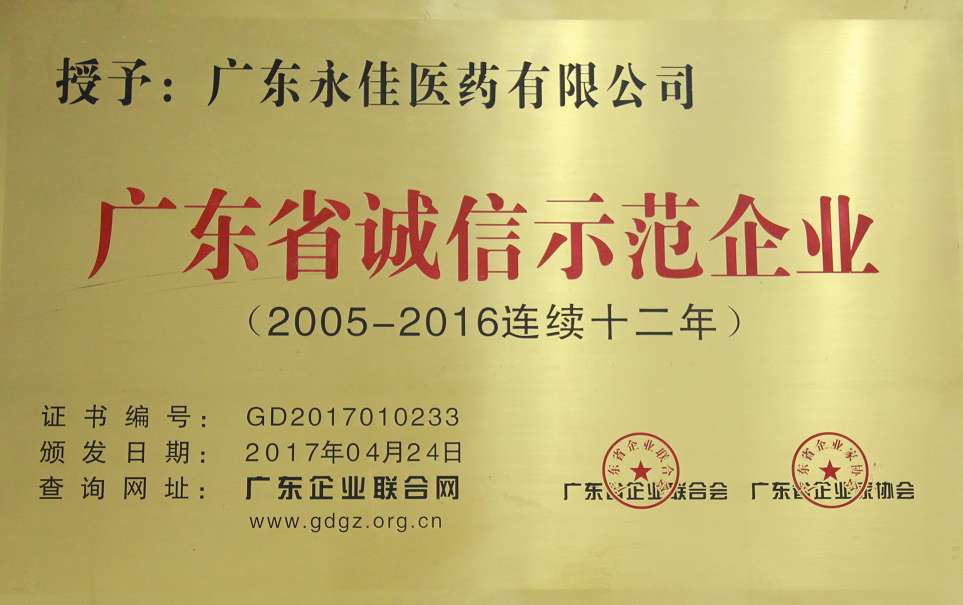 授予：广东永佳医药有限公司
广东省诚信示范企业
（2005-2016连续十二年）
证书编号： GD2017010233
颁发日期： 2017年04月24日
查询网址： 广东企业联合网
www.gdgz.org.cn
广东省企业联合会 广东省企业家协会